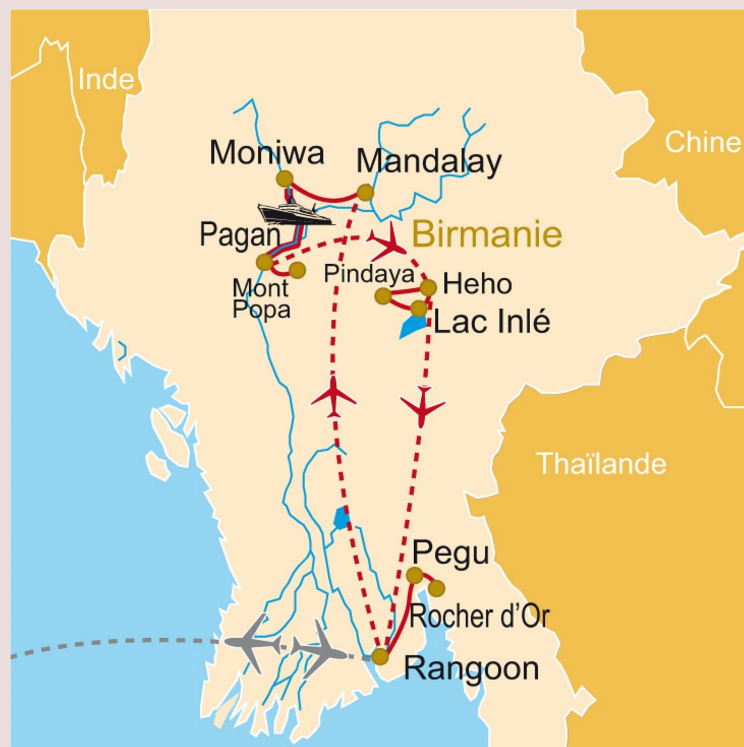 Inde
Chine
Moniwa
Mandalay
Pagan
Birmanie
Pindaya
Heho
Mont
Popa
Lac Inlé
Thaïlande
Pegu
Rocher d'Or
Rangoon